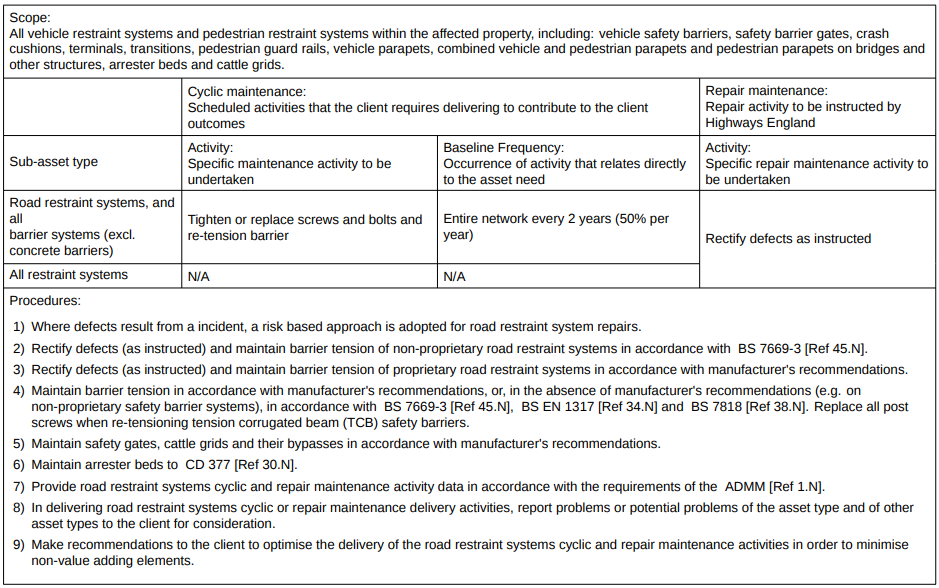 Scope:
All vehicle restraint systems and pedestrian restraint systems within the affected property, including: vehicle safety barriers, safety barrier gates, crash
cushions, terminals, transitions, pedestrian guard rails, vehicle parapets, combined vehicle and pedestrian parapets and pedestrian parapets on bridges and
other structures, arrester beds and cattle grids.
Cyclic maintenance:
Scheduled activities that the client requires delivering to contribute to the client
outcomes
Repair maintenance:
Repair activity to be instructed by
Highways England
Sub-asset type
Activity:
Specific maintenance activity to be
undertaken
Baseline Frequency:
Occurrence of activity that relates directly
to the asset need
Activity:
Specific repair maintenance activity to
be undertaken
Road restraint systems, and
all
barrier systems (excl.
concrete barriers)
Tighten or replace screws and bolts and
re-tension barrier
Entire network every 2 years (50% per
year)
Rectify defects as instructed
All restraint systems
N/A
N/A
Procedures:
1) Where defects result from a incident, a risk based approach is adopted for road restraint system repairs.
2) Rectify defects (as instructed) and maintain barrier tension of non-proprietary road restraint systems in accordance with BS 7669-3 [Ref 45.N].
3) Rectify defects (as instructed) and maintain barrier tension of proprietary road restraint systems in accordance with manufacturer's recommendations.
4) Maintain barrier tension in accordance with manufacturer's recommendations, or, in the absence of manufacturer's recommendations (e.g. on
non-proprietary safety barrier systems), in accordance with BS 7669-3 [Ref 45.N], BS EN 1317 [Ref 34.N] and BS 7818 [Ref 38.N]. Replace all post
screws when re-tensioning tension corrugated beam (TCB) safety barriers.
5) Maintain safety gates, cattle grids and their bypasses in accordance with manufacturer's recommendations.
6) Maintain arrester beds to CD 377 [Ref 30.N].
7) Provide road restraint systems cyclic and repair maintenance activity data in accordance with the requirements of the ADMM [Ref 1.N].
8) In delivering road restraint systems cyclic or repair maintenance delivery activities, report problems or potential problems of the asset type and of other
asset types to the client for consideration.
9) Make recommendations to the client to optimise the delivery of the road restraint systems cyclic and repair maintenance activities in order to minimise
non-value adding elements.